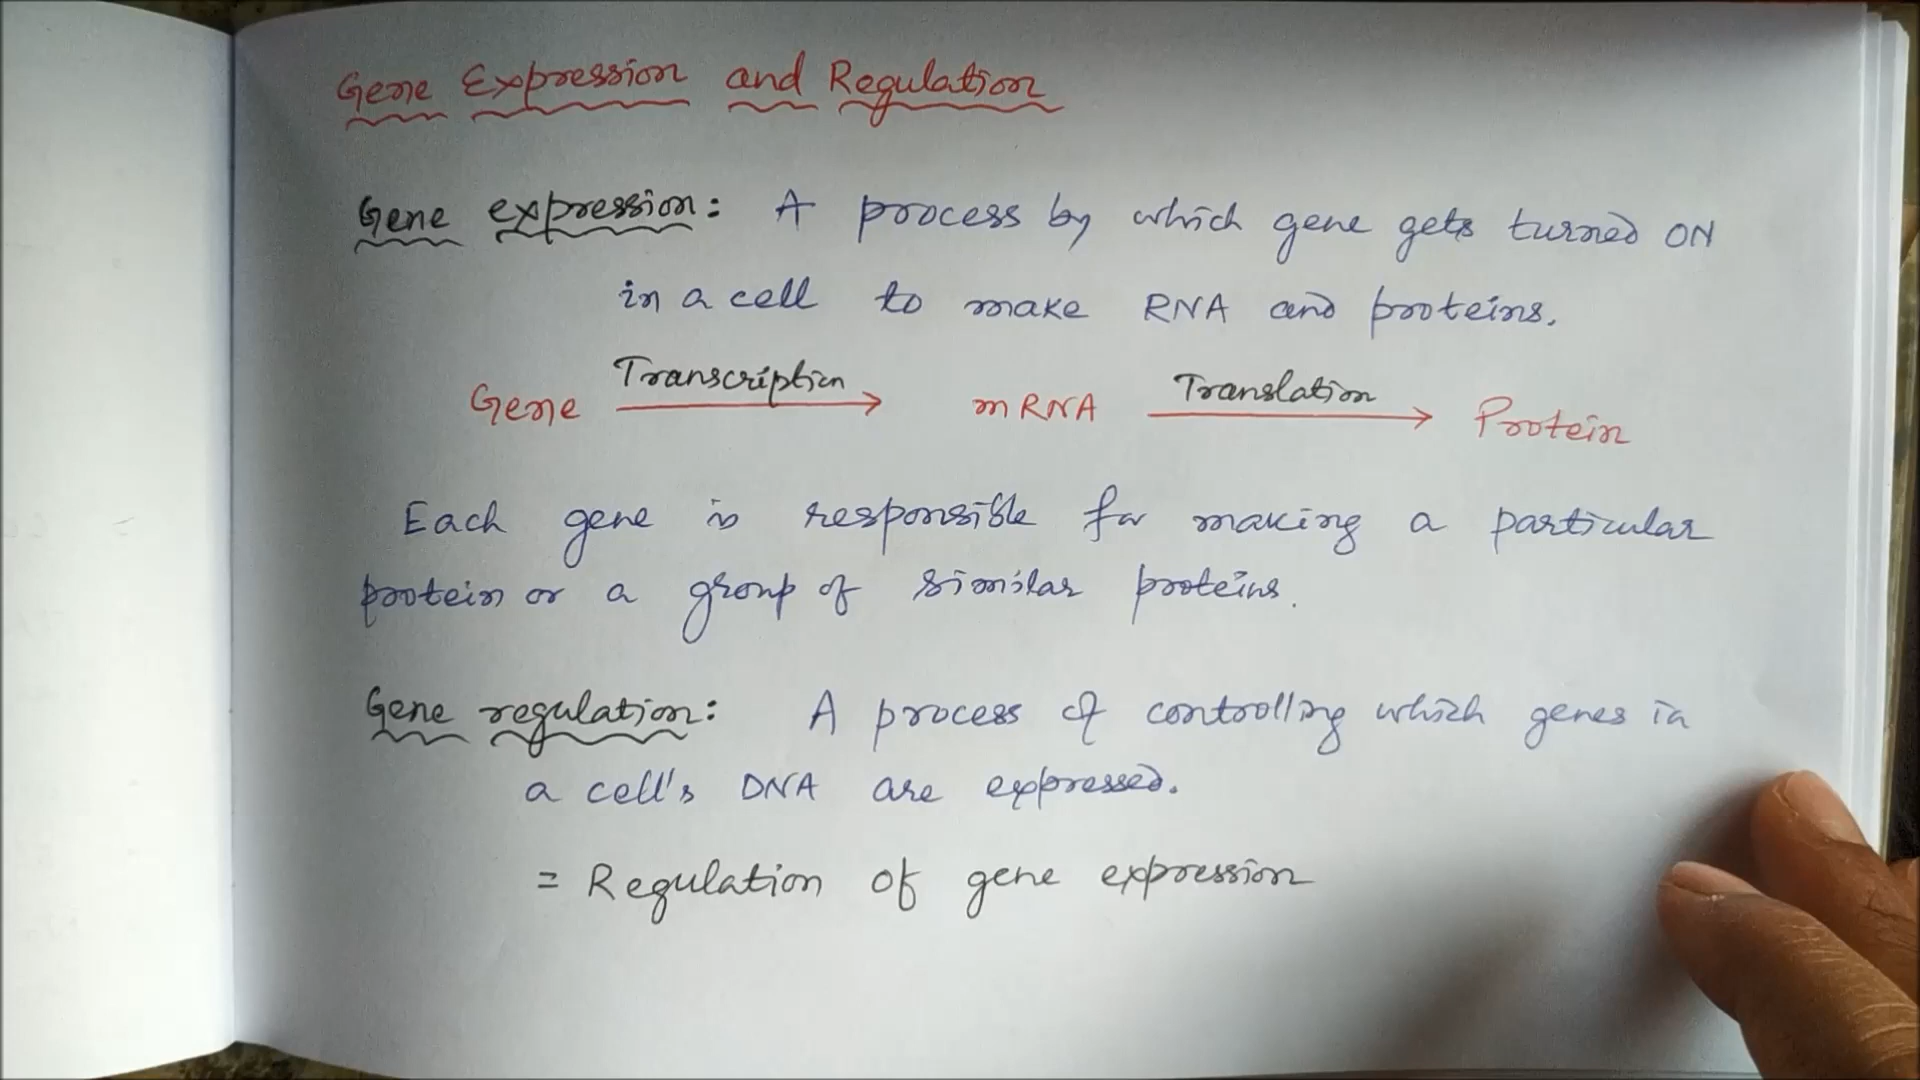 Gene Expression and Regulation
Gene expression: A process by which gene gets turned ON
in a cell to make RNA and proteins.
Transcription Translation
Gene mRNA Protein
Each gene is responsible for making a particular
protein or a group of similar proteins.
Gene regulation: A process of controlling which genes in
a cell's DNA are expressed.
= Regulation of gene expression